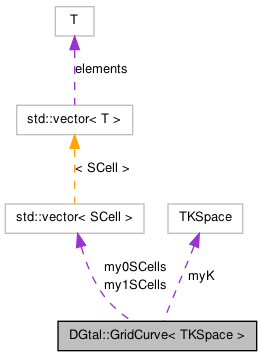 T
elements
std::vector< T >
< SCell >
std::vector< SCell >
TKSpace
my0SCells
my1SCells
myK
DGtal::GridCurve< TKSpace >